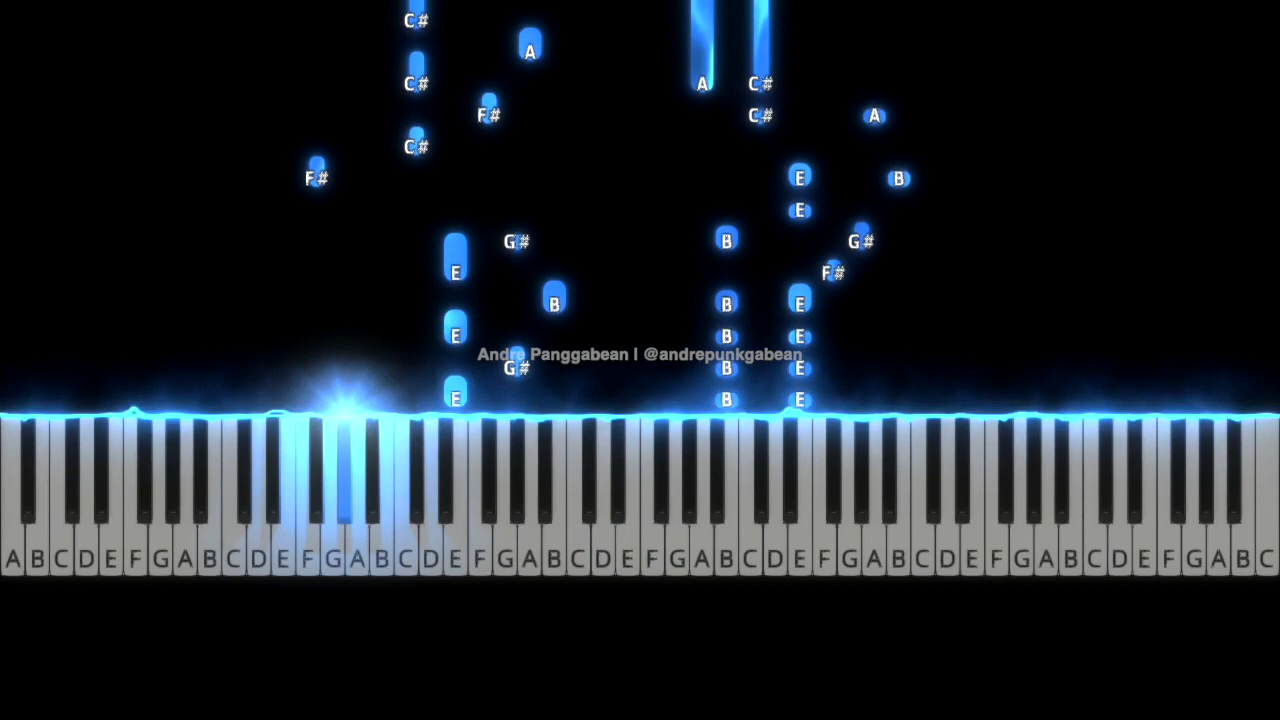 C#
A
C# A C#
F# C# A
C#
F# E B
E
G# B G#
E F#
B B E
B E
Andre Panggabean | @andrepunkgabean
G# B E
E B E
A B C D E F G A B C D E F G A B C D E F G A B C D E F G A B C D E F G A B C D E F G A B C D E F G A B C